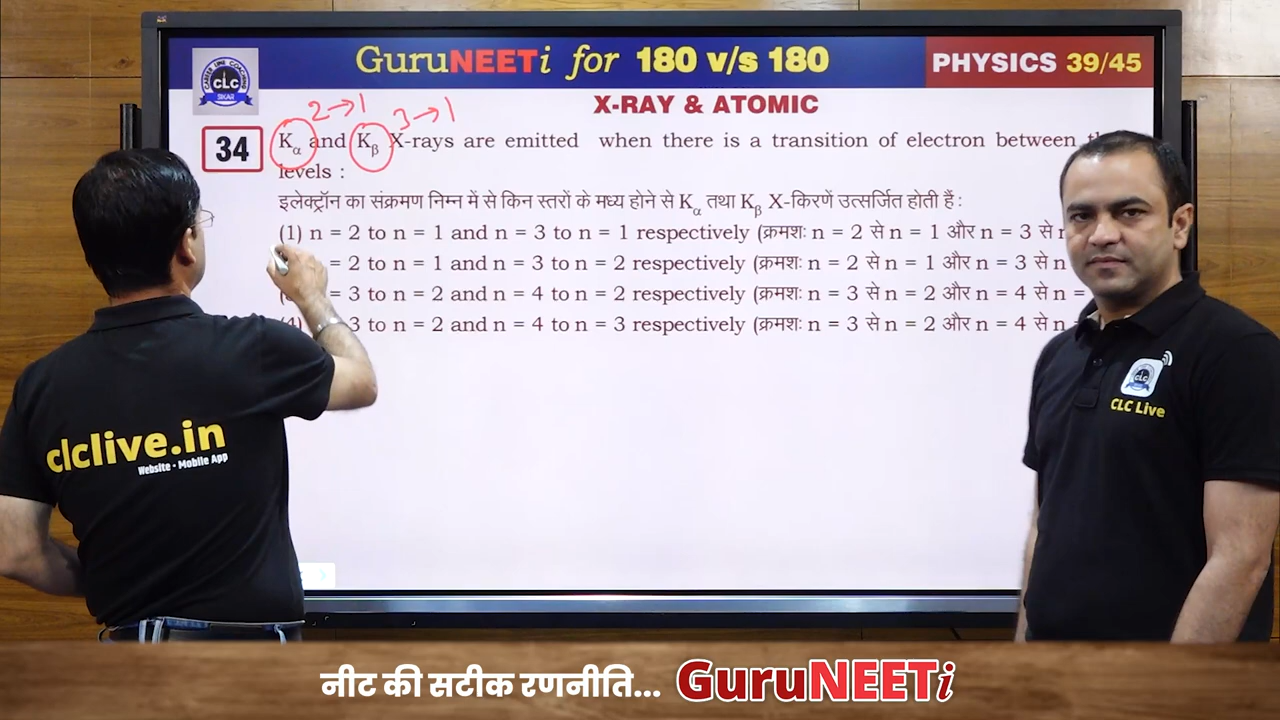 GuruNEETi for 180 v/s 180
PHYSICS 39/45
CAREER LINE COACHING
CLC
SIKAR
X-RAY & ATOMIC
2→1
3→1
34
Kα and Kβ X-rays are emitted when there is a transition of electron between
levels :
इलेक्ट्रॉन का संक्रमण निम्न में से किन स्तरों के मध्य होने से Kα तथा Kβ X-किरणें उत्सर्जित होती हैं :
(1) n = 2 to n = 1 and n = 3 to n = 1 respectively (क्रमशः n = 2 से n = 1 और n = 3 से
= 2 to n = 1 and n = 3 to n = 2 respectively (क्रमशः n = 2 से n = 1 और n = 3 से n
= 3 to n = 2 and n = 4 to n = 2 respectively (क्रमशः n = 3 से n = 2 और n = 4 से n =
3 to n = 2 and n = 4 to n = 3 respectively (क्रमशः n = 3 से n = 2 और n = 4 से n
clclive.in
Website - Mobile App
CLC
CLC Live
नीट की सटीक रणनीति... GuruNEETi